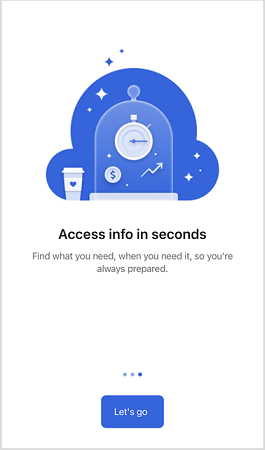 $
Access info in seconds
Find what you need, when you need it, so you're
always prepared.
Let's go